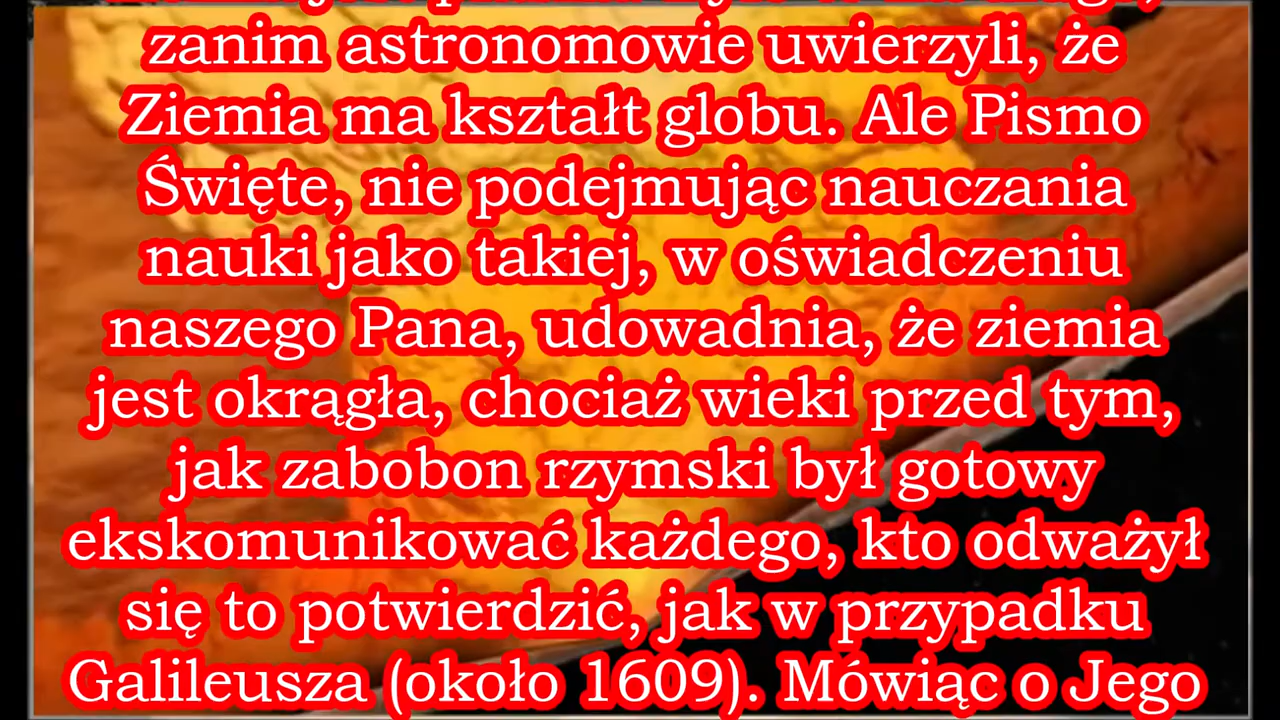 zanim astronomowie uwierzyli, że
Ziemia ma kształt globu. Ale Pismo
Święte, nie podejmując nauczania
nauki jako takiej, w oświadczeniu
naszego Pana, udowadnia, że ziemia
jest okrągła, chociaż wieki przed tym,
jak zabobon rzymski był gotowy
ekskomunikować każdego, kto odważył
się to potwierdzić, jak w przypadku
Galileusza (około 1609). Mówiąc o Jego